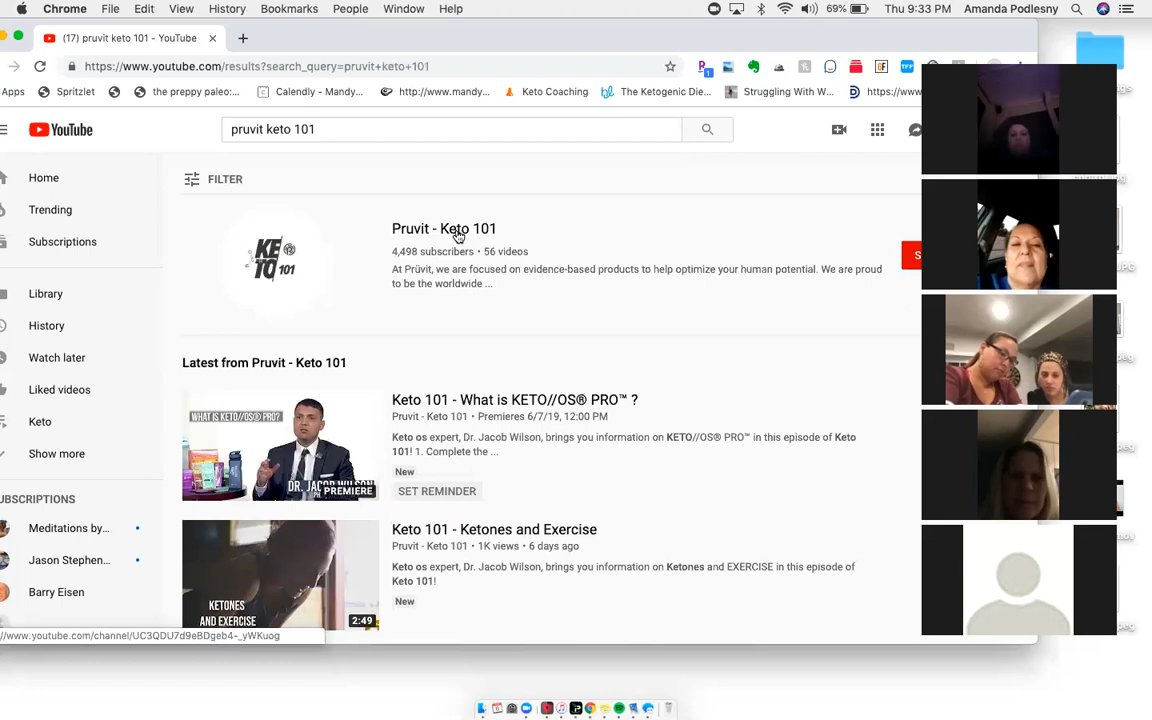 Chrome File Edit View History Bookmarks People Window Help 69% Thu 9:33 PM Amanda Podlesny
(17) pruvit keto 101 - YouTube
https://www.youtube.com/results?search_query=pruvit+keto+101
Apps Spritzlet the preppy paleo:... Calendly - Mandy... http://www.mandy... Keto Coaching The Ketogenic Die... Struggling With W... https://www
YouTube
pruvit keto 101
Home
Trending
Subscriptions
Library
History
Watch later
Liked videos
Keto
Show more
UBSCRIPTIONS
Meditations by...
Jason Stephen...
Barry Eisen
FILTER
KETO 101
Pruvit - Keto 101
4,498 subscribers • 56 videos
At Prüvit, we are focused on evidence-based products to help optimize your human potential. We are proud
to be the worldwide ...
S
Latest from Pruvit - Keto 101
WHAT IS KETO//OS® PRO?
PREMIERE
Keto 101 - What is KETO//OS® PRO™ ?
Pruvit - Keto 101 • Premieres 6/7/19, 12:00 PM
Keto os expert, Dr. Jacob Wilson, brings you information on KETO//OS® PRO™ in this episode of Keto
101! 1. Complete the ...
New
SET REMINDER
KETONES
AND EXERCISE
2:49
Keto 101 - Ketones and Exercise
Pruvit - Keto 101 • 1K views • 6 days ago
Keto os expert, Dr. Jacob Wilson, brings you information on Ketones and EXERCISE in this episode of
Keto 101!
New
//www.youtube.com/channel/UC3QDU7d9eBDgeb4-_yWKuog